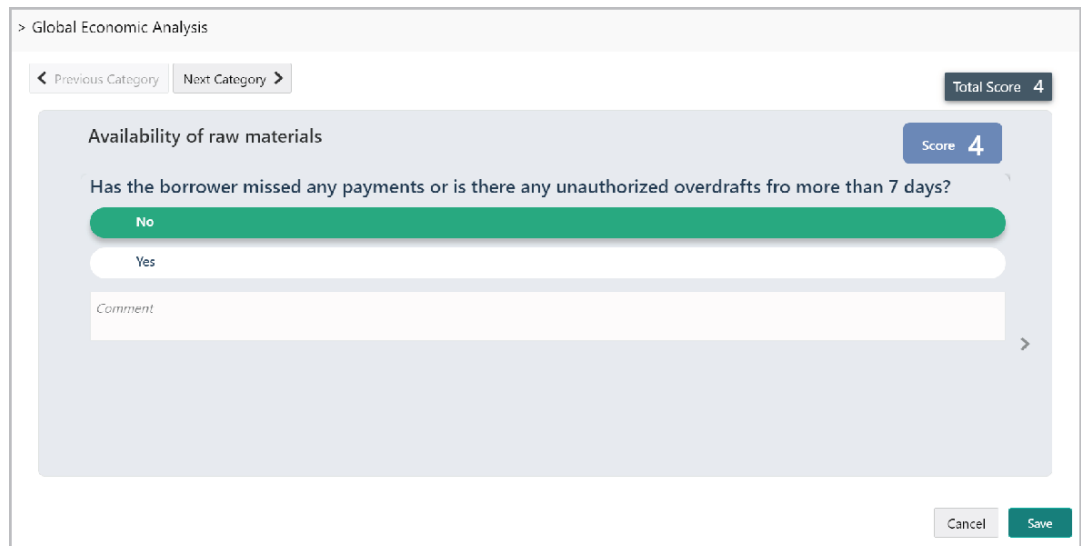 > Global Economic Analysis
Previous Category
Next Category
Total Score 4
Availability of raw materials
Score 4
Has the borrower missed any payments or is there any unauthorized overdrafts fro more than 7 days?
No
Yes
Comment
Cancel
Save